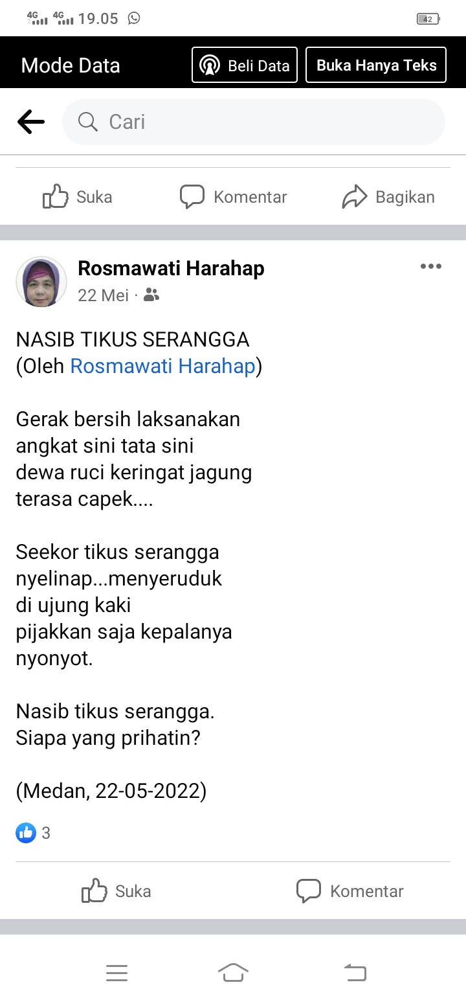 4G 4G 19.05 42
Mode Data Beli Data Buka Hanya Teks
Cari
Suka Komentar Bagikan
Rosmawati Harahap
22 Mei ·
NASIB TIKUS SERANGGA
(Oleh Rosmawati Harahap)
Gerak bersih laksanakan
angkat sini tata sini
dewa ruci keringat jagung
terasa capek....
Seekor tikus serangga
nyelinap...menyeruduk
di ujung kaki
pijakkan saja kepalanya
nyonyot.
Nasib tikus serangga.
Siapa yang prihatin?
(Medan, 22-05-2022)
3
Suka Komentar